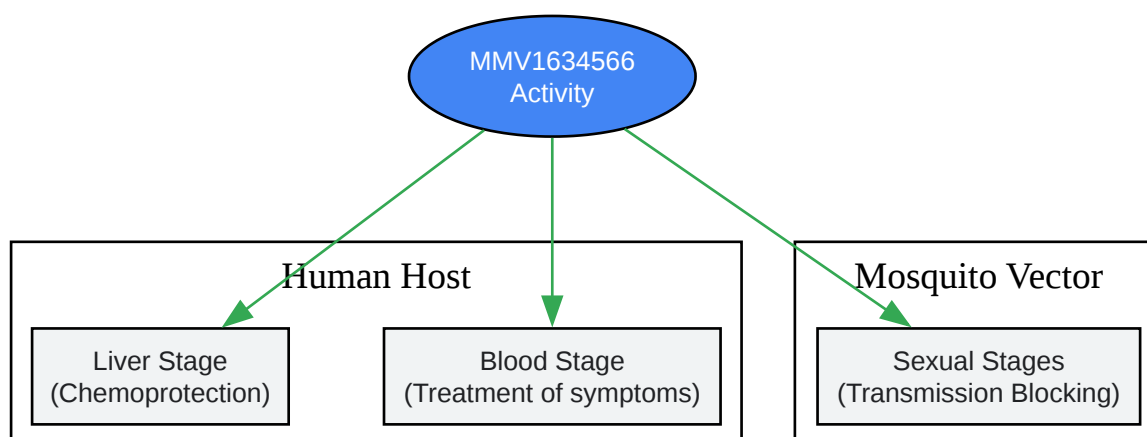 MMV1634566
Activity
Human Host
Mosquito Vector
Liver Stage
(Chemoprotection)
Blood Stage
(Treatment of symptoms)
Sexual Stages
(Transmission Blocking)